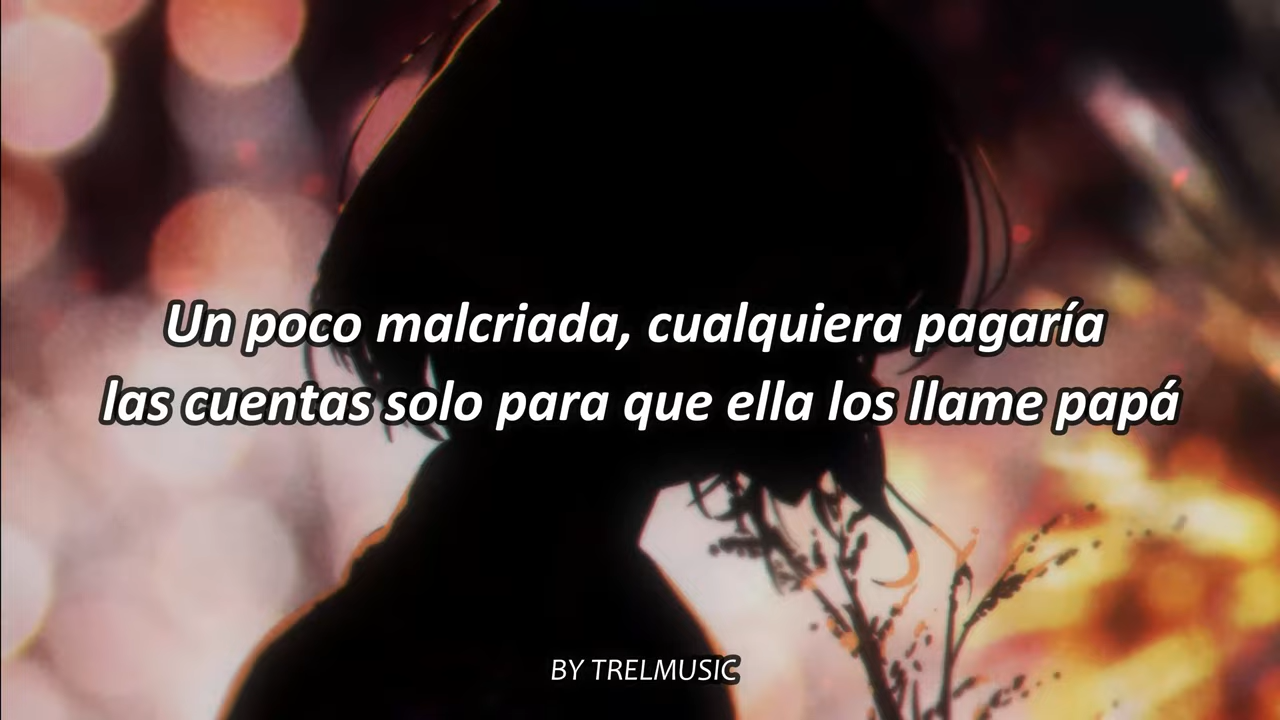 Un poco malcriada, cualquiera pagaría
las cuentas solo para que ella los llame papá
BY TRELMUSIC